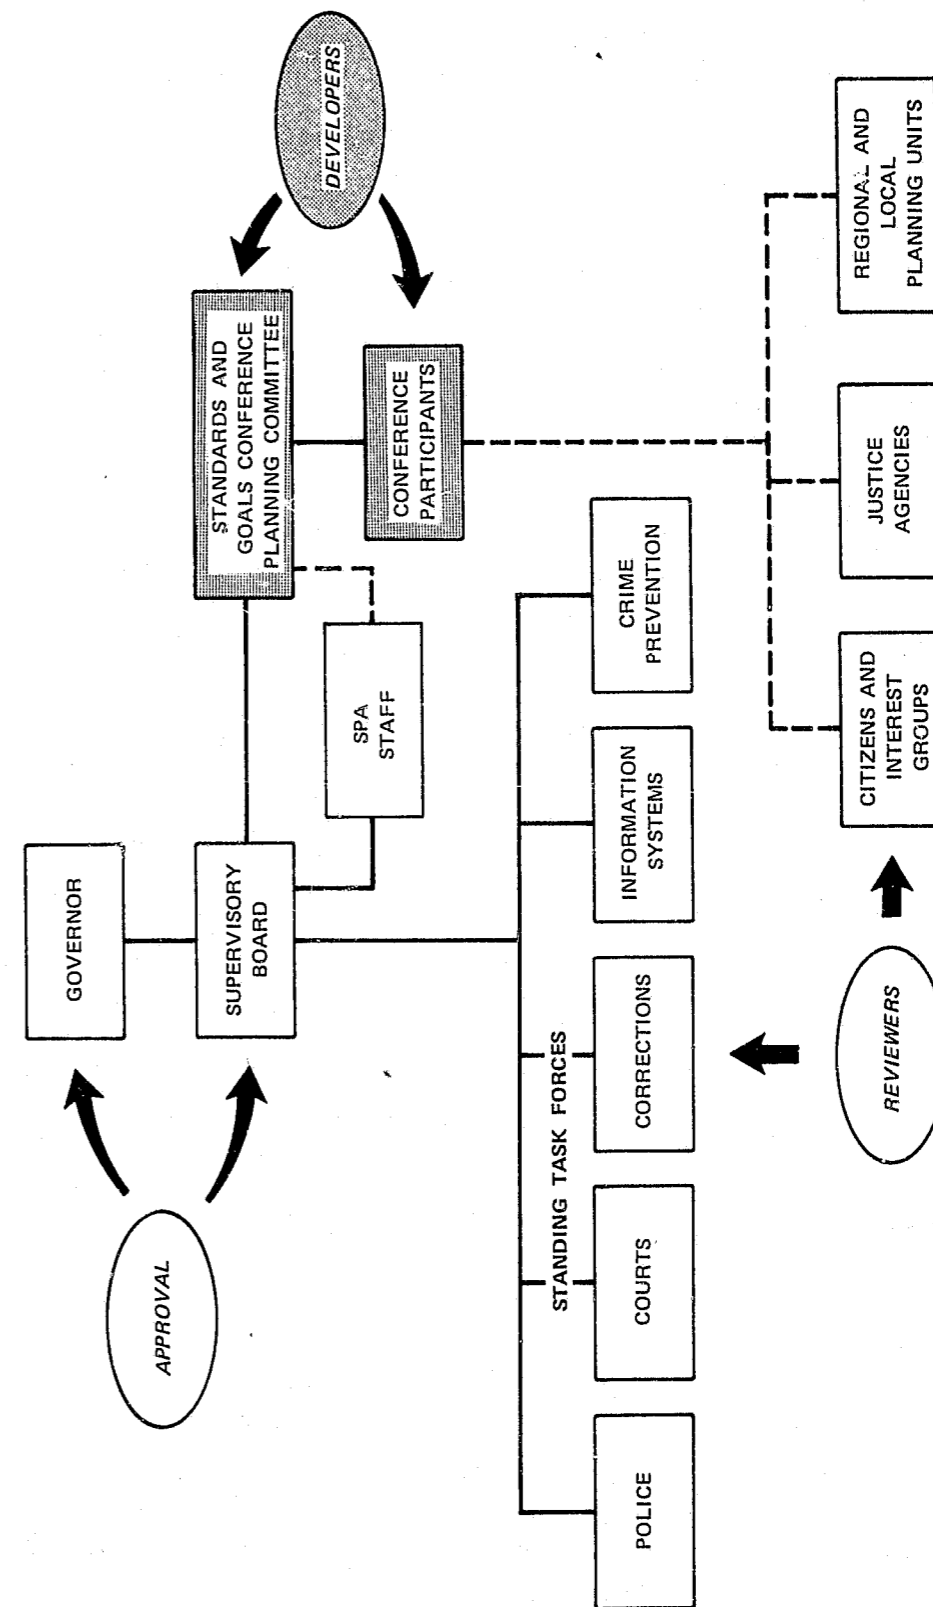 GOVERNOR
APPROVAL
SUPERVISORY
BOARD
STANDARDS AND
GOALS CONFERENCE
PLANNING COMMITTEE
DEVELOPERS
SPA
STAFF
CONFERENCE
PARTICIPANTS
STANDING TASK FORCES
POLICE
COURTS
CORRECTIONS
INFORMATION
SYSTEMS
CRIME
PREVENTION
REVIEWERS
CITIZENS AND
INTEREST
GROUPS
JUSTICE
AGENCIES
REGIONAL AND
LOCAL
PLANNING UNITS